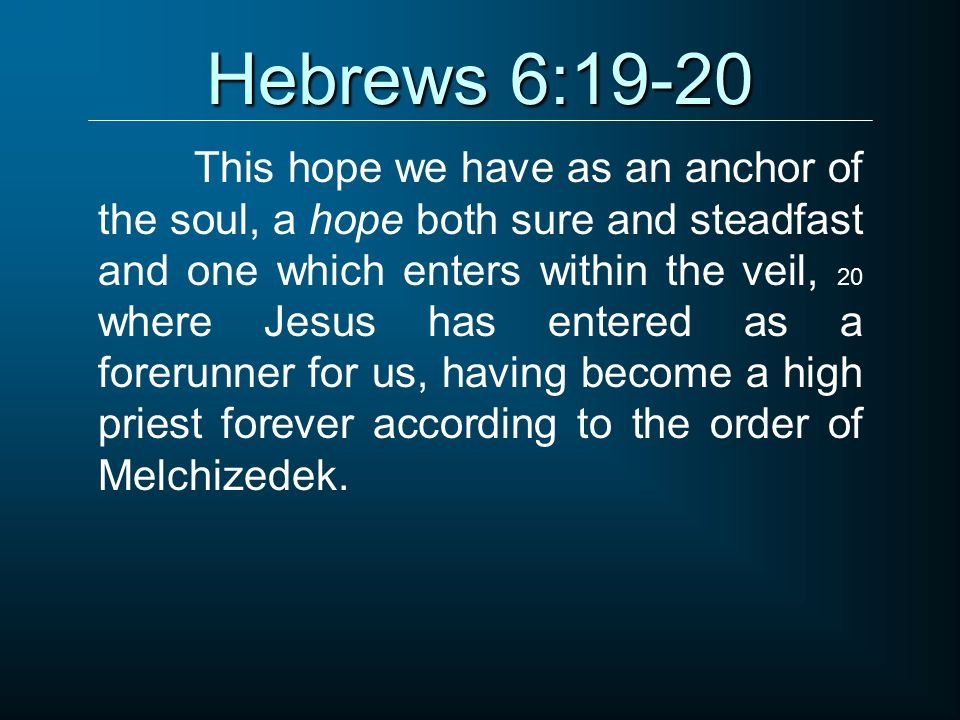 Hebrews 6:19-20
This hope we have as an anchor of
the soul, a hope both sure and steadfast
and one which enters within the veil, 20
where Jesus has entered as a
forerunner for us, having become a high
priest forever according to the order of
Melchizedek.